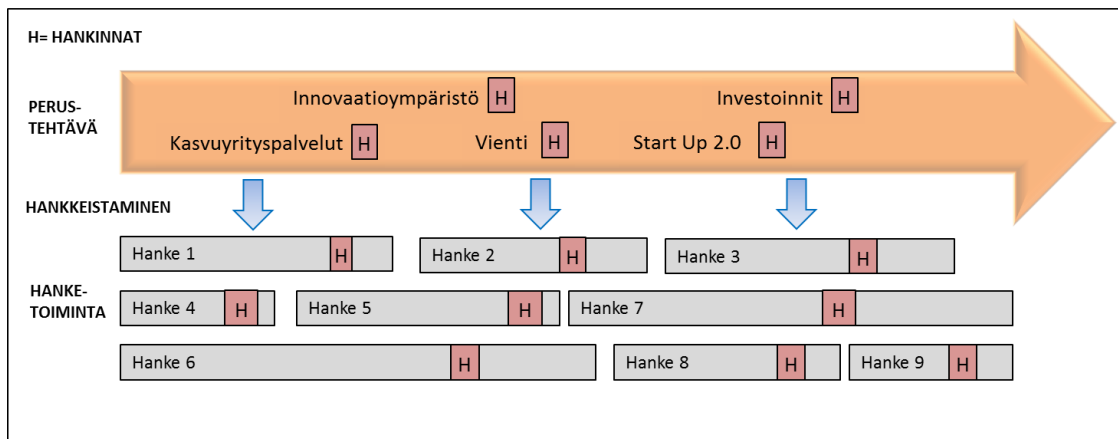 H= HANKINNAT
PERUS-
TEHTÄVÄ
Innovaatioympäristö H
Investoinnit H
Kasvuyrityspalvelut H
Vienti H
Start Up 2.0 H
HANKKEISTAMINEN
Hanke 1 H
Hanke 2 H
Hanke 3 H
HANKE-
TOIMINTA
Hanke 4 H
Hanke 5 H
Hanke 7 H
Hanke 6 H
Hanke 8 H
Hanke 9 H